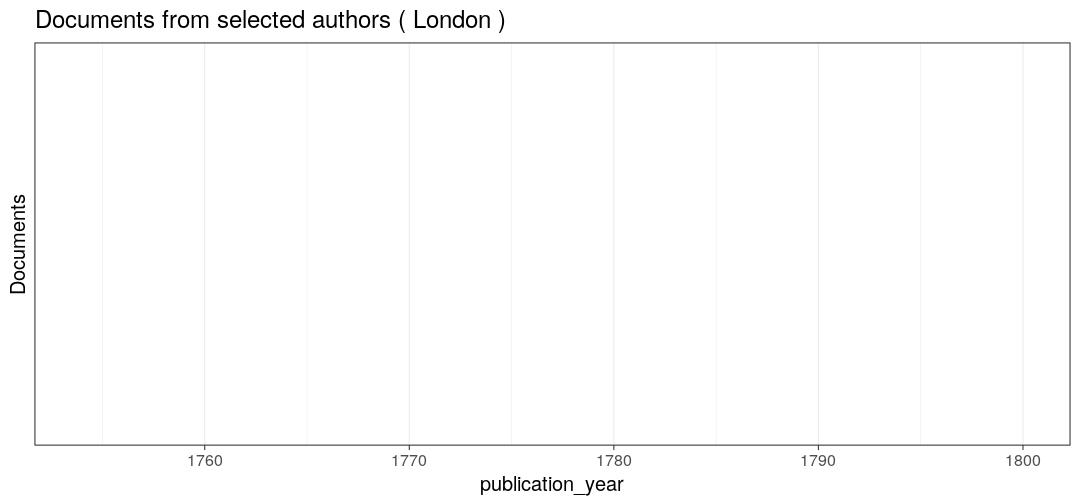 Documents from selected authors ( London )
Documents
1760 1770 1780 1790 1800
publication_year